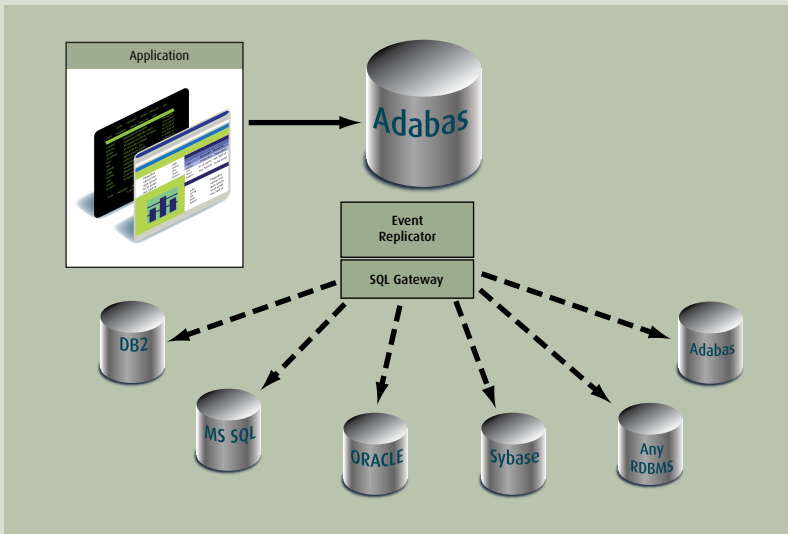 Application
Adabas
Event
Replicator
SQL Gateway
DB2
MS SQL
ORACLE
Sybase
Any
RDBMS
Adabas